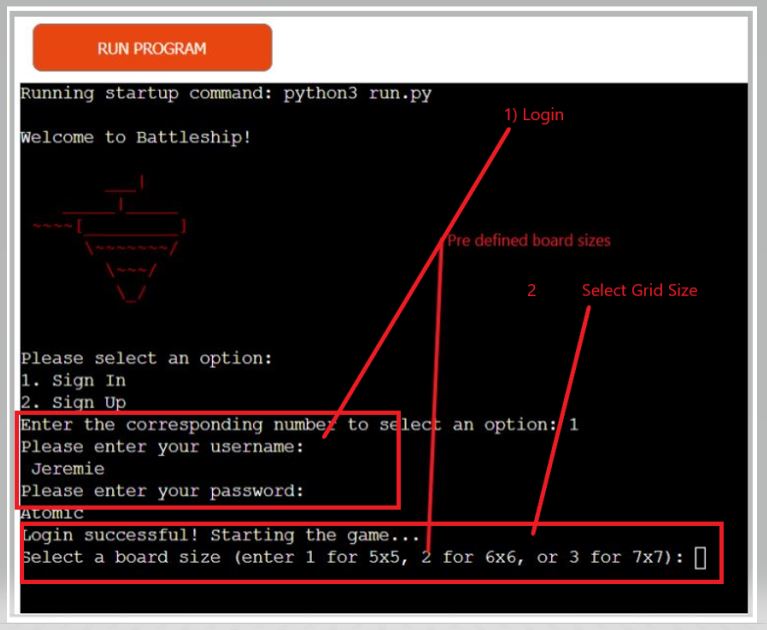 RUN PROGRAM
Running startup command: python3 run.py
1) Login
Welcome to Battleship!
Pre defined board sizes
2 Select Grid Size
Please select an option:
1. Sign In
2. Sign Up
Enter the corresponding number to select an option: 1
Please enter your username:
Jeremie
Please enter your password:
Atomic
Login successful! Starting the game...
Select a board size (enter 1 for 5x5, 2 for 6x6, or 3 for 7x7):